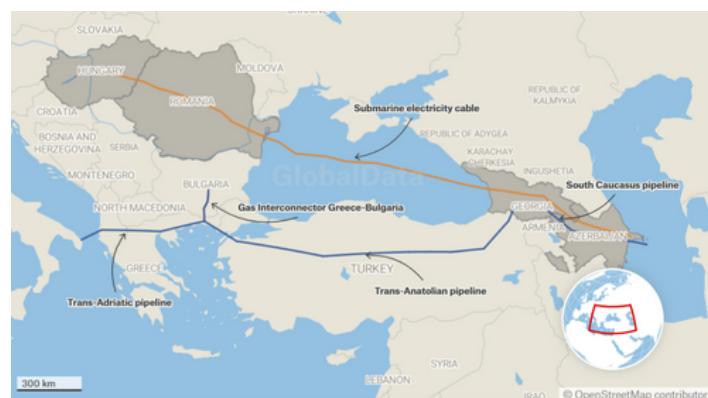 UKRAINE
SLOVAKIA
HUNGARY
MOLDOVA
ROMANIA
REPUBLIC OF
KALMYKIA
CROATIA
Submarine electricity cable
REPUBLIC OF ADYGEA
BOSNIA AND
HERZEGOVINA
SERBIA
KARACHAY
CHERKESSIA
INGUSHETIA
MONTENEGRO
GlobalData
BULGARIA
South Caucasus pipeline
NORTH MACEDONIA
Gas Interconnector Greece-Bulgaria
GEORGIA
ARMENIA
AZERBAIJAN
GREECE
TURKEY
Trans-Adriatic pipeline
Trans-Anatolian pipeline
SYRIA
LEBANON
300 km
IRAQ
© OpenStreetMap contributor